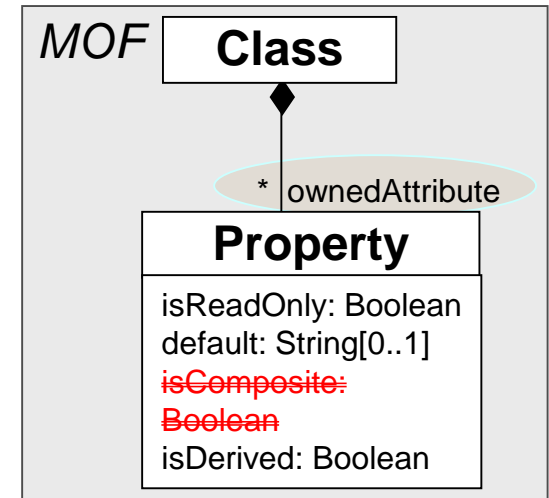 MOF
Class
* ownedAttribute
Property
isReadOnly: Boolean
default: String[0..1]
isComposite:
Boolean
isDerived: Boolean